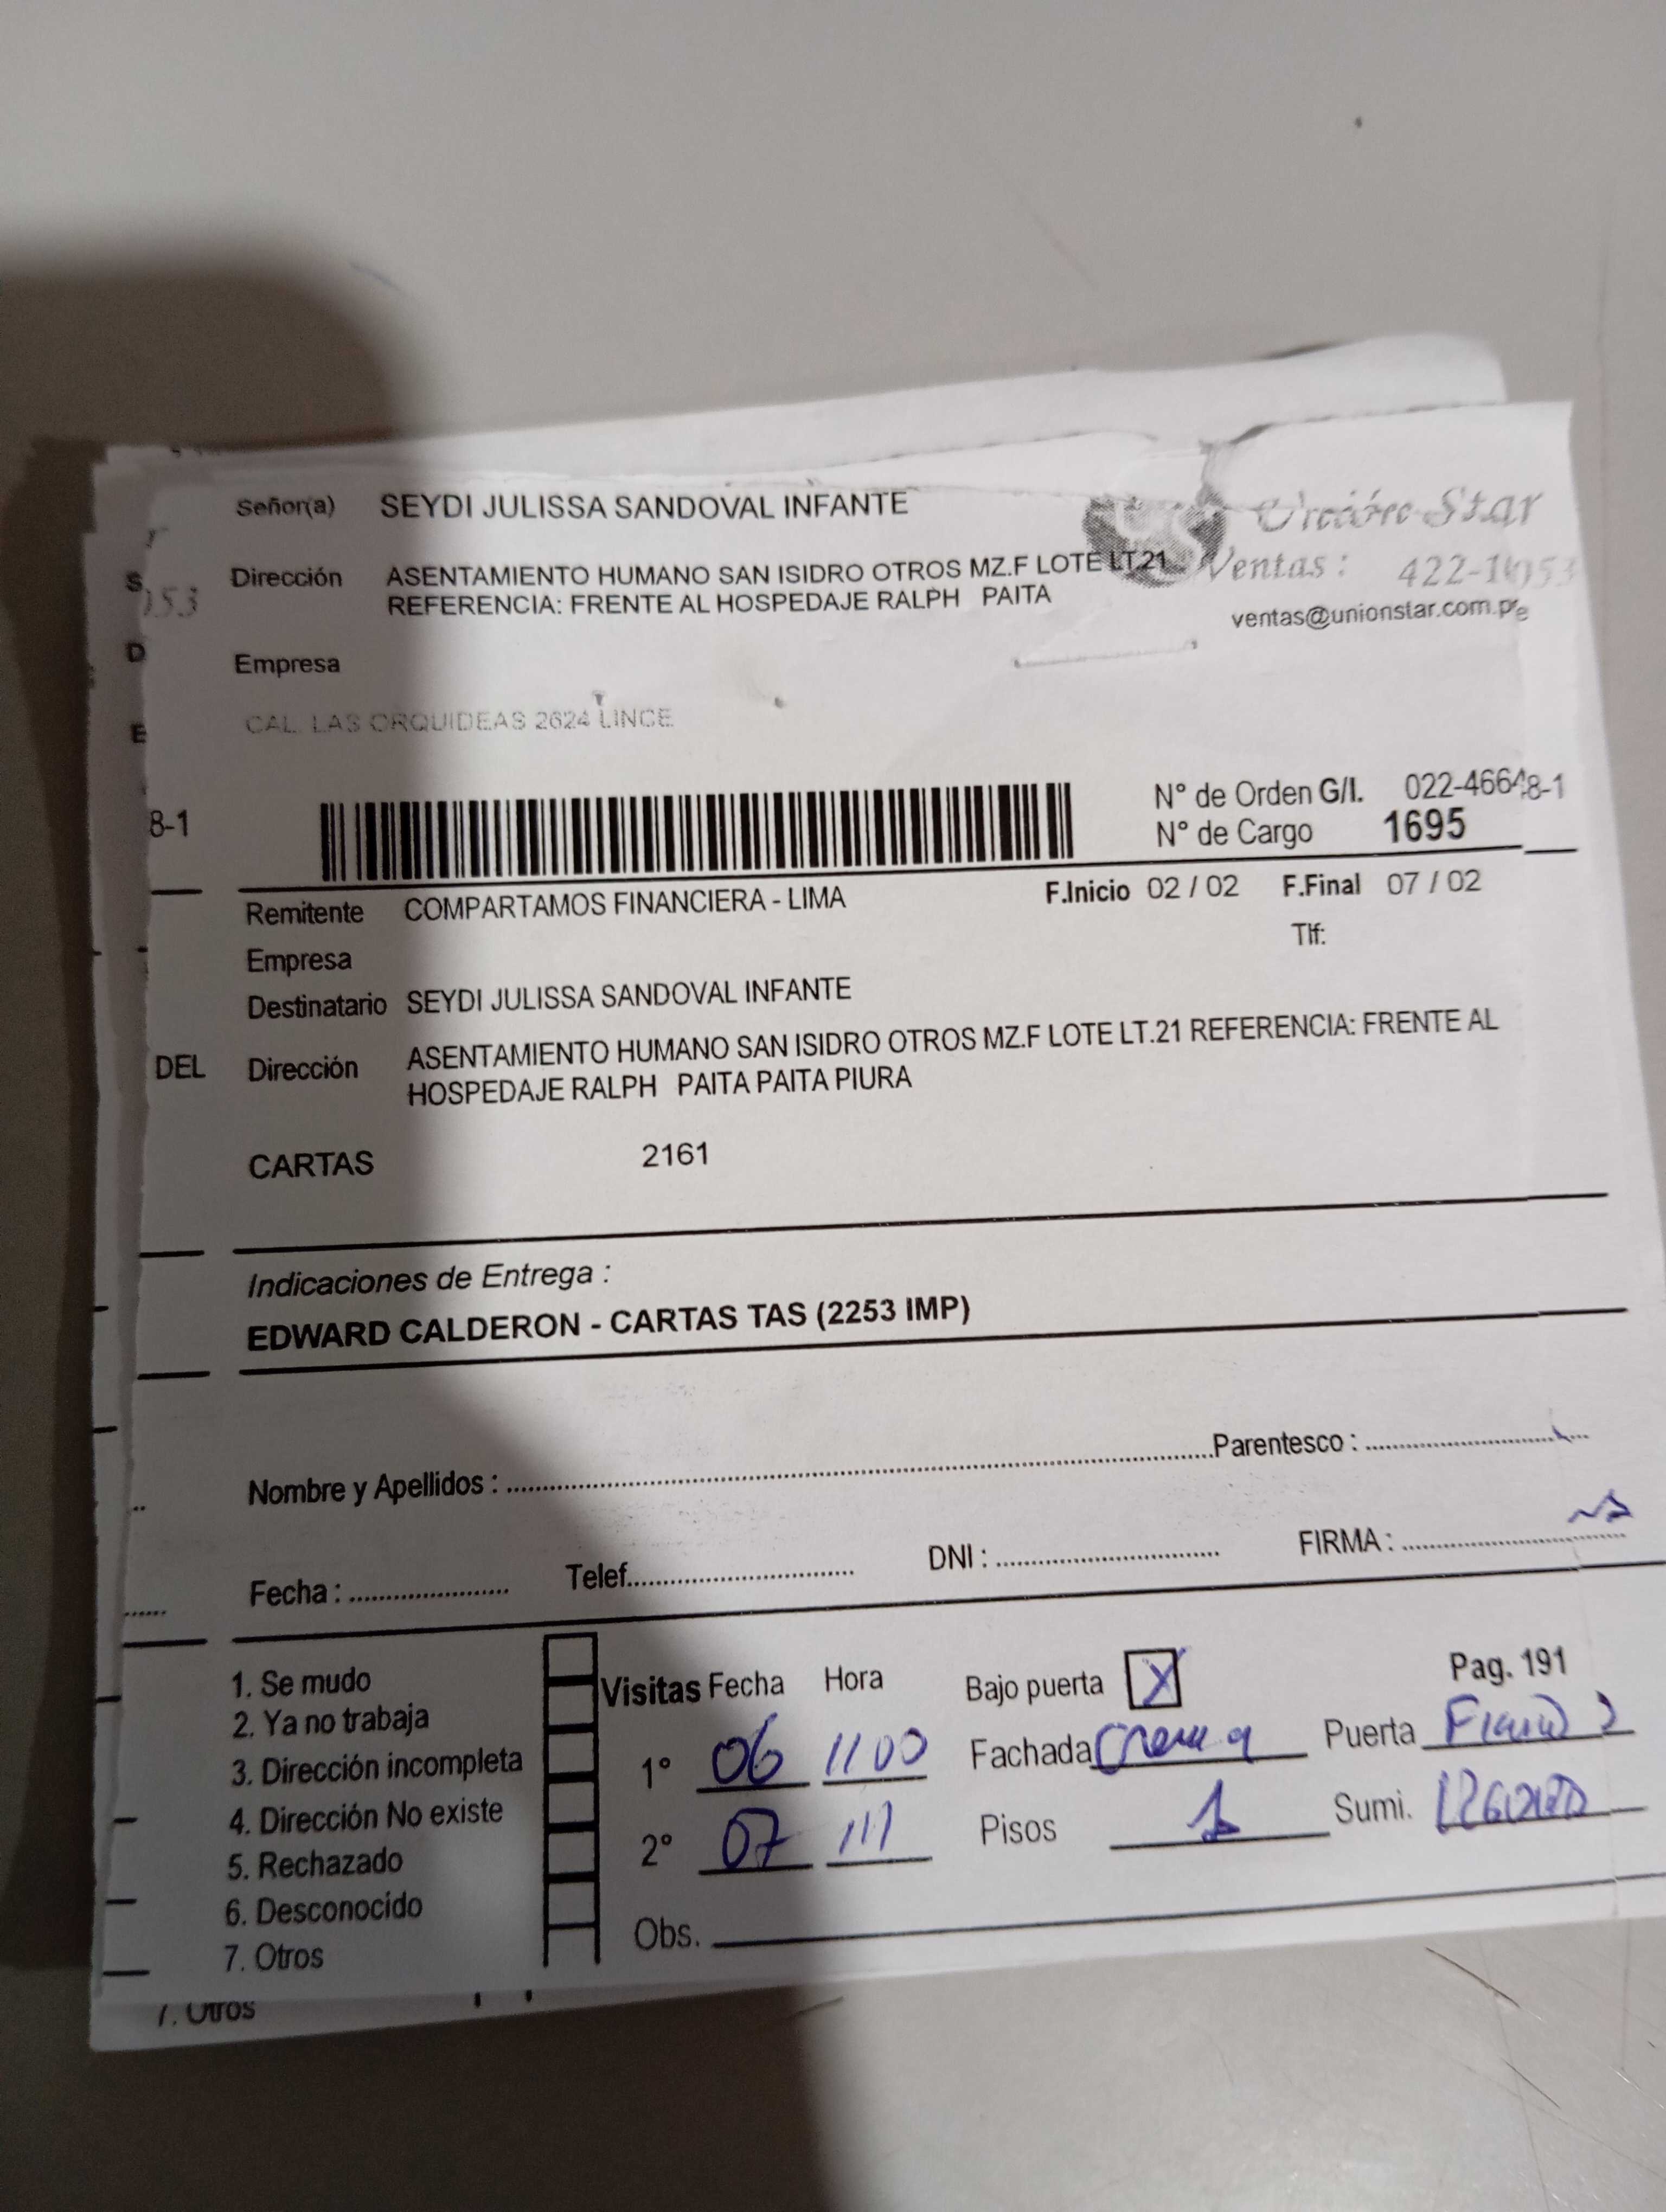 Señor(a) SEYDI JULISSA SANDOVAL INFANTE
Star
Dirección ASENTAMIENTO HUMANO SAN ISIDRO OTROS MZ.F LOTE LT.21
Ventas :
REFERENCIA: FRENTE AL HOSPEDAJE RALPH PAITA
ventas@unionstar.com.pe
Empresa
CAL. LAS ORQUIDEAS 2624 LINCE
N° de Orden G/I. 022-46648-1
8-1
N° de Cargo 1695
Remitente COMPARTAMOS FINANCIERA - LIMA F.Inicio 02 / 02 F.Final 07 / 02
Empresa Tlf:
Destinatario SEYDI JULISSA SANDOVAL INFANTE
DEL Dirección ASENTAMIENTO HUMANO SAN ISIDRO OTROS MZ.F LOTE LT.21 REFERENCIA: FRENTE AL
HOSPEDAJE RALPH PAITA PAITA PIURA
CARTAS 2161
Indicaciones de Entrega :
EDWARD CALDERON - CARTAS TAS (2253 IMP)
Nombre y Apellidos : Parentesco :
Fecha : Telef. DNI : FIRMA :
1. Se mudo
2. Ya no trabaja
3. Dirección incompleta
4. Dirección No existe
5. Rechazado
6. Desconocido
7. Otros
Visitas Fecha Hora Bajo puerta X Pag. 191
1° 06 1100 Fachada Crema Puerta
2° 07 111 Pisos 1 Sumi.
Obs.
7. Otros